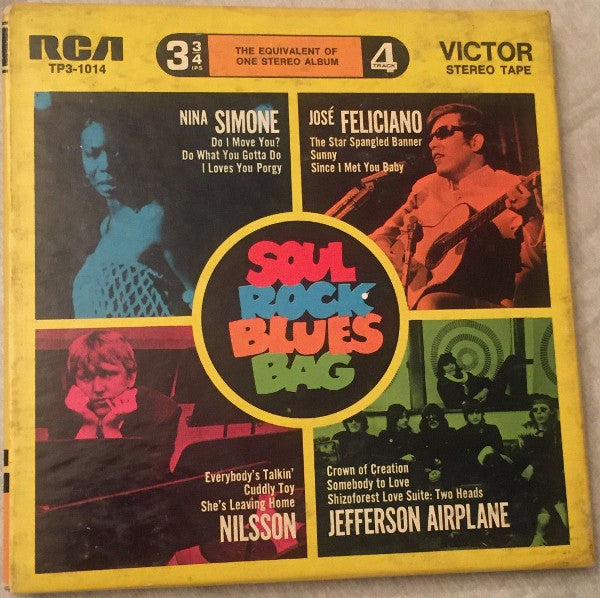 RCA
TP3-1014
3 3/4 IPS
THE EQUIVALENT OF
ONE STEREO ALBUM
4
TRACK
VICTOR
STEREO TAPE
NINA SIMONE
Do I Move You?
Do What You Gotta Do
I Loves You Porgy
JOSÉ FELICIANO
The Star Spangled Banner
Sunny
Since I Met You Baby
SOUL
ROCK
BLUES
BAG
Everybody's Talkin'
Cuddly Toy
She's Leaving Home
NILSSON
Crown of Creation
Somebody to Love
Shizoforest Love Suite: Two Heads
JEFFERSON AIRPLANE